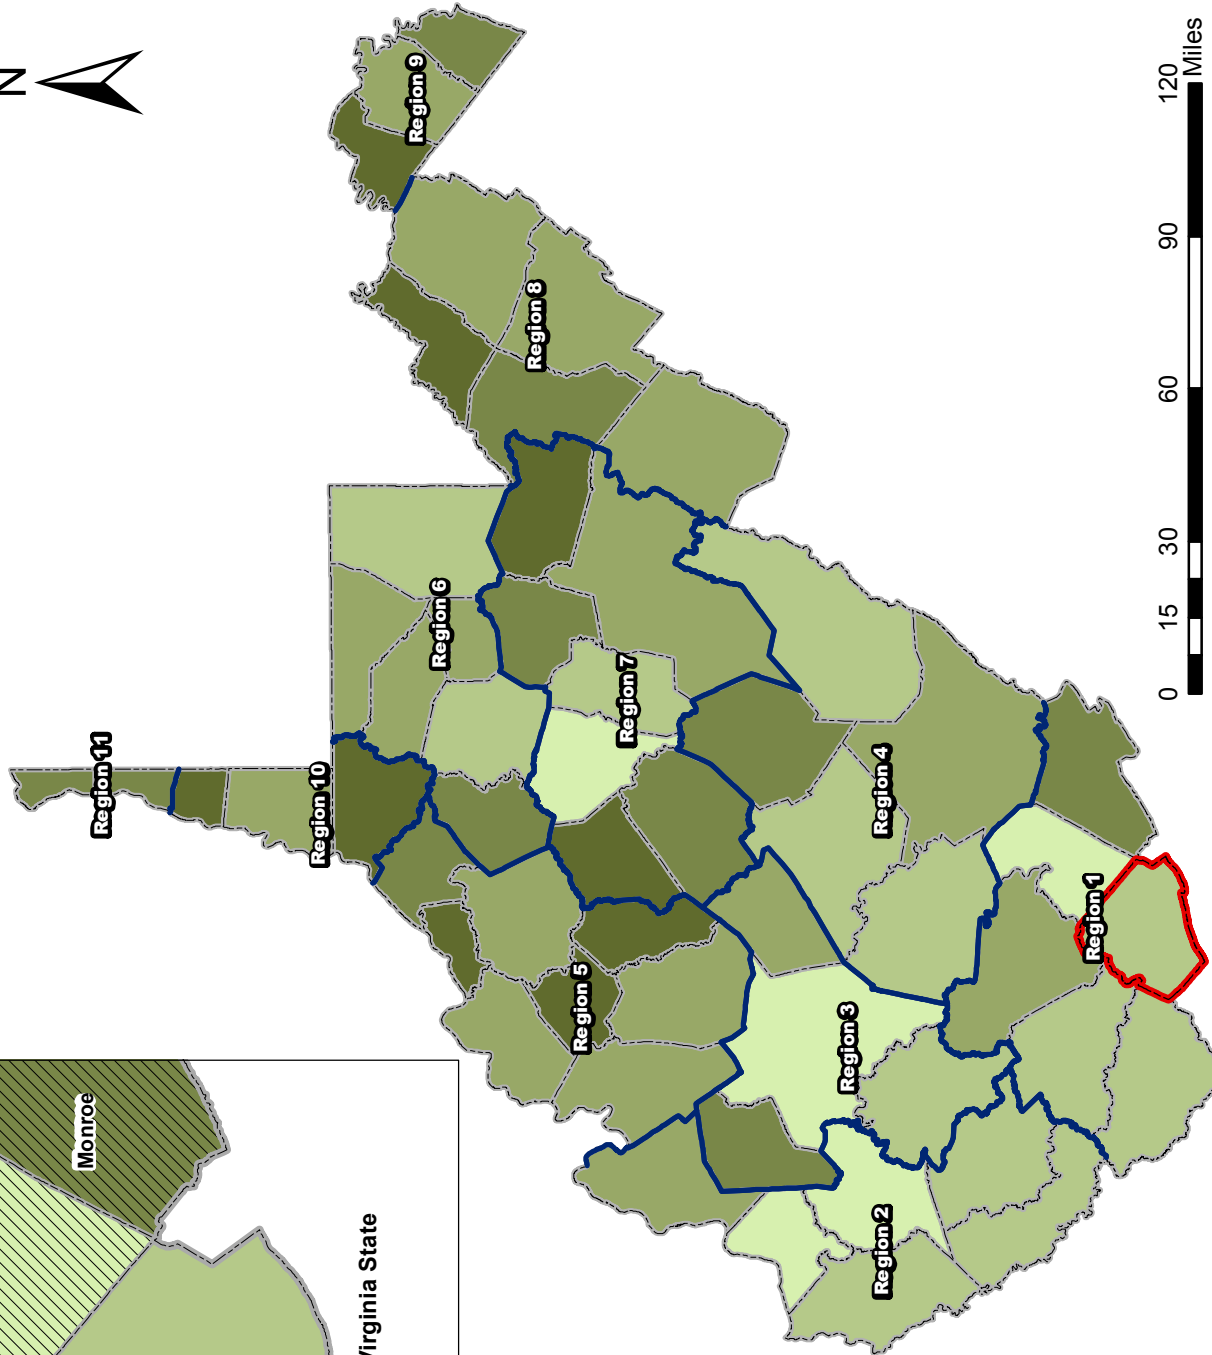 N
Region 9
Region 8
Region 6
Region 11
Region 10
Region 7
Region 4
Region 5
Region 3
Region 1
Region 2
Monroe
Virginia State
0 15 30 60 90 120
Miles